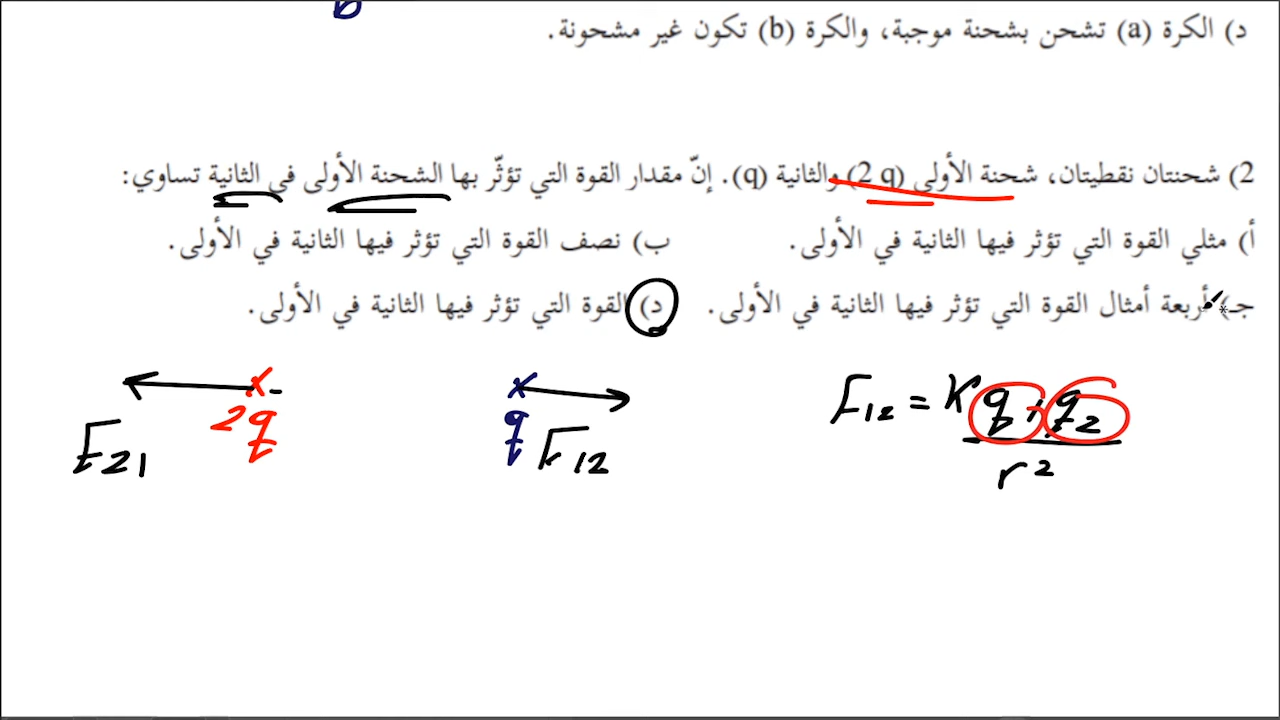 b
د) الكرة (a) تشحن بشحنة موجبة، والكرة (b) تكون غير مشحونة.
2) شحنتان نقطيتان، شحنة الأولى (2 q) والثانية (q). إنّ مقدار القوة التي تؤثّر بها الشحنة الأولى في الثانية تساوي:
أ) مثلي القوة التي تؤثر فيها الثانية في الأولى. ب) نصف القوة التي تؤثر فيها الثانية في الأولى.
جـ) أربعة أمثال القوة التي تؤثر فيها الثانية في الأولى. د) القوة التي تؤثر فيها الثانية في الأولى.
F21 2q q F12
F12 = K q1 q2
r2